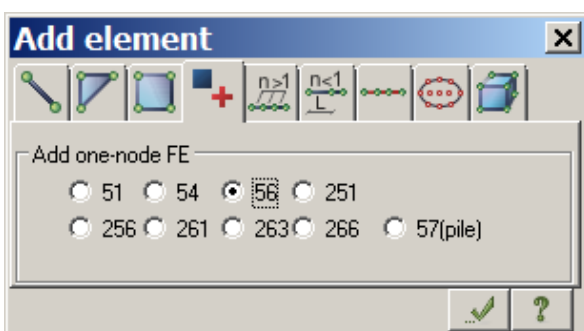 Add element
n>1 n<1
L
Add one-node FE
51 54 56 251
256 261 263 266 57(pile)
?